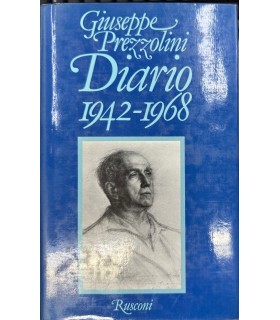 Giuseppe
Prezzolini
Diario
1942-1968
Rusconi